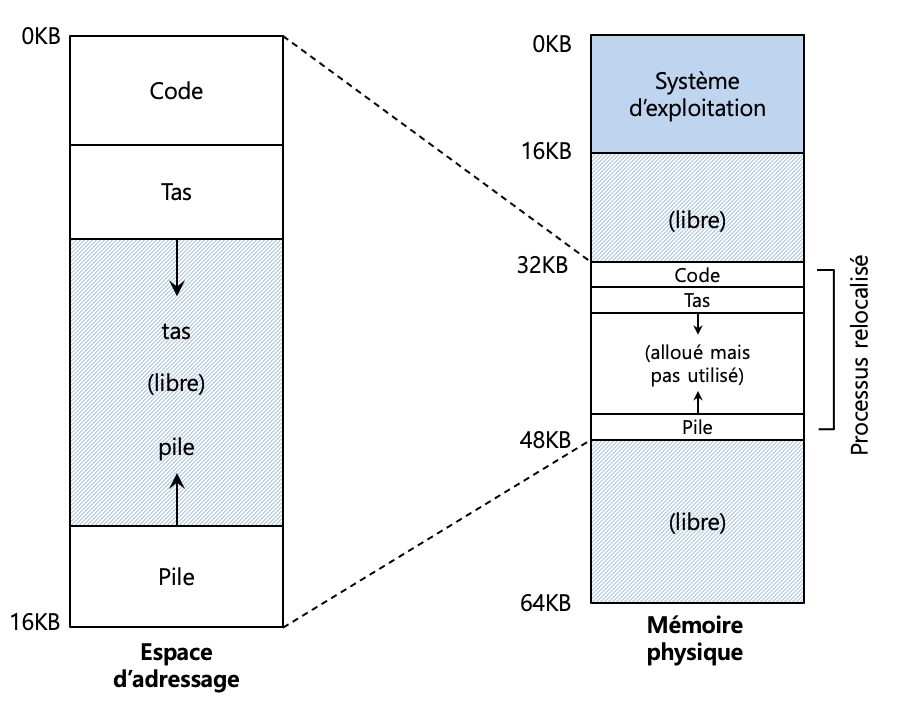 0KB
Code
Tas
tas
(libre)
pile
Pile
16KB
Espace
d'adressage
0KB
Système
d'exploitation
16KB
(libre)
32KB
Code
Tas
(alloué mais
pas utilisé)
Pile
48KB
(libre)
64KB
Mémoire
physique
Processus relocalisé